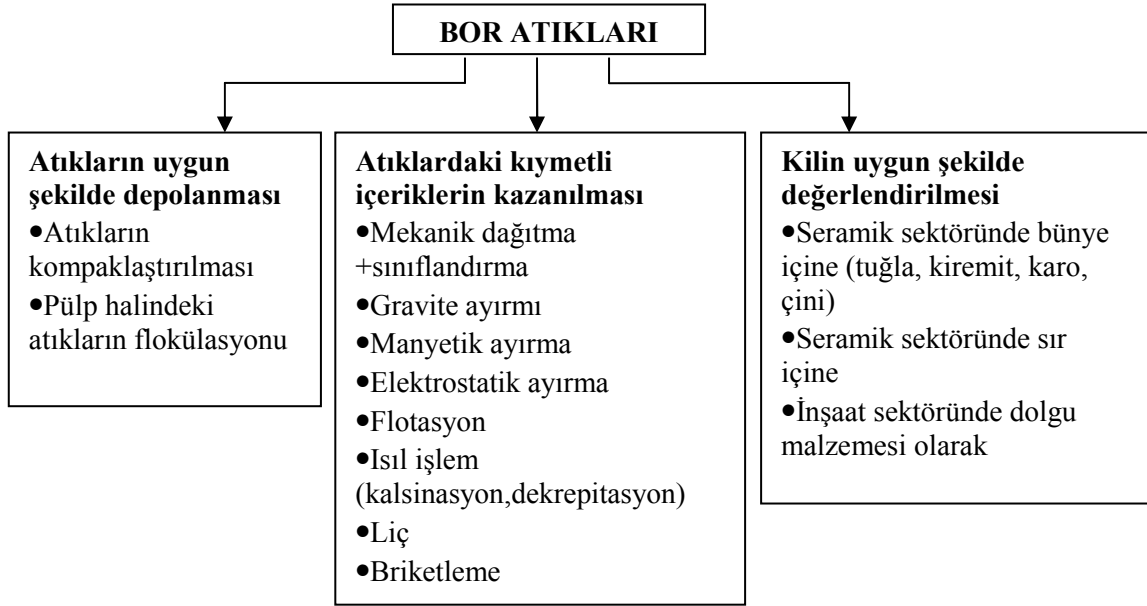 BOR ATIKLARI
Atıkların uygun
şekilde depolanması
●Atıkların
kompaklaştırılması
●Pülp halindeki
atıkların flokülasyonu
Atıklardaki kıymetli
içeriklerin kazanılması
●Mekanik dağıtma
+sınıflandırma
●Gravite ayırmı
●Manyetik ayırma
●Elektrostatik ayırma
●Flotasyon
●Isıl işlem
(kalsinasyon,dekrepitasyon)
●Liç
●Briketleme
Kilin uygun şekilde
değerlendirilmesi
●Seramik sektöründe bünye
içine (tuğla, kiremit, karo,
çini)
●Seramik sektöründe sır
içine
●İnşaat sektöründe dolgu
malzemesi olarak